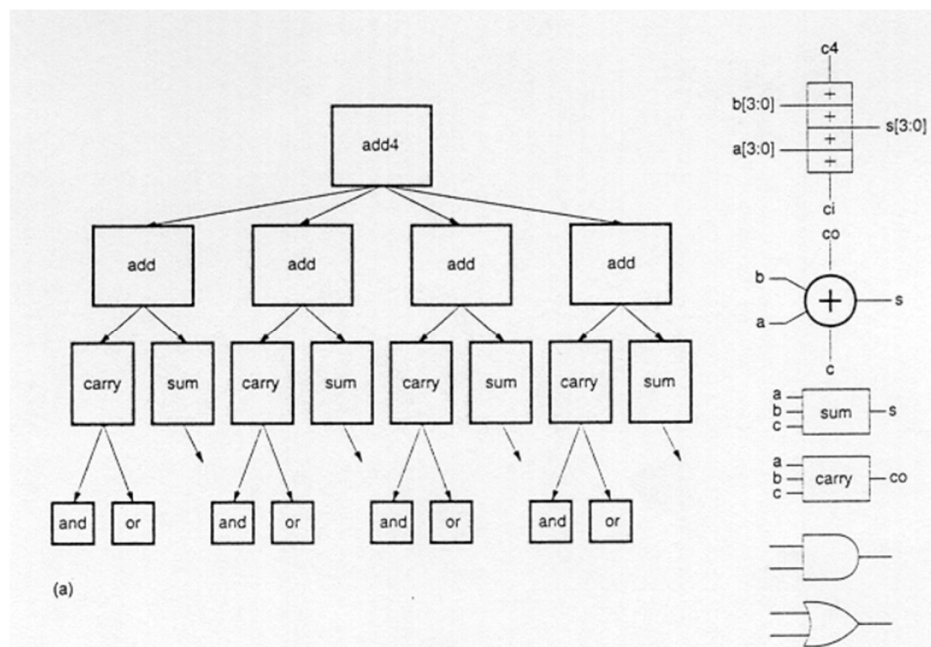 add4
add add add add
carry sum carry sum carry sum carry sum
and or and or and or and or
(a)
c4
+
b[3:0]
+
s[3:0]
+
a[3:0]
+
ci
co
b
+
s
a
c
a
b sum s
c
a
b carry co
c